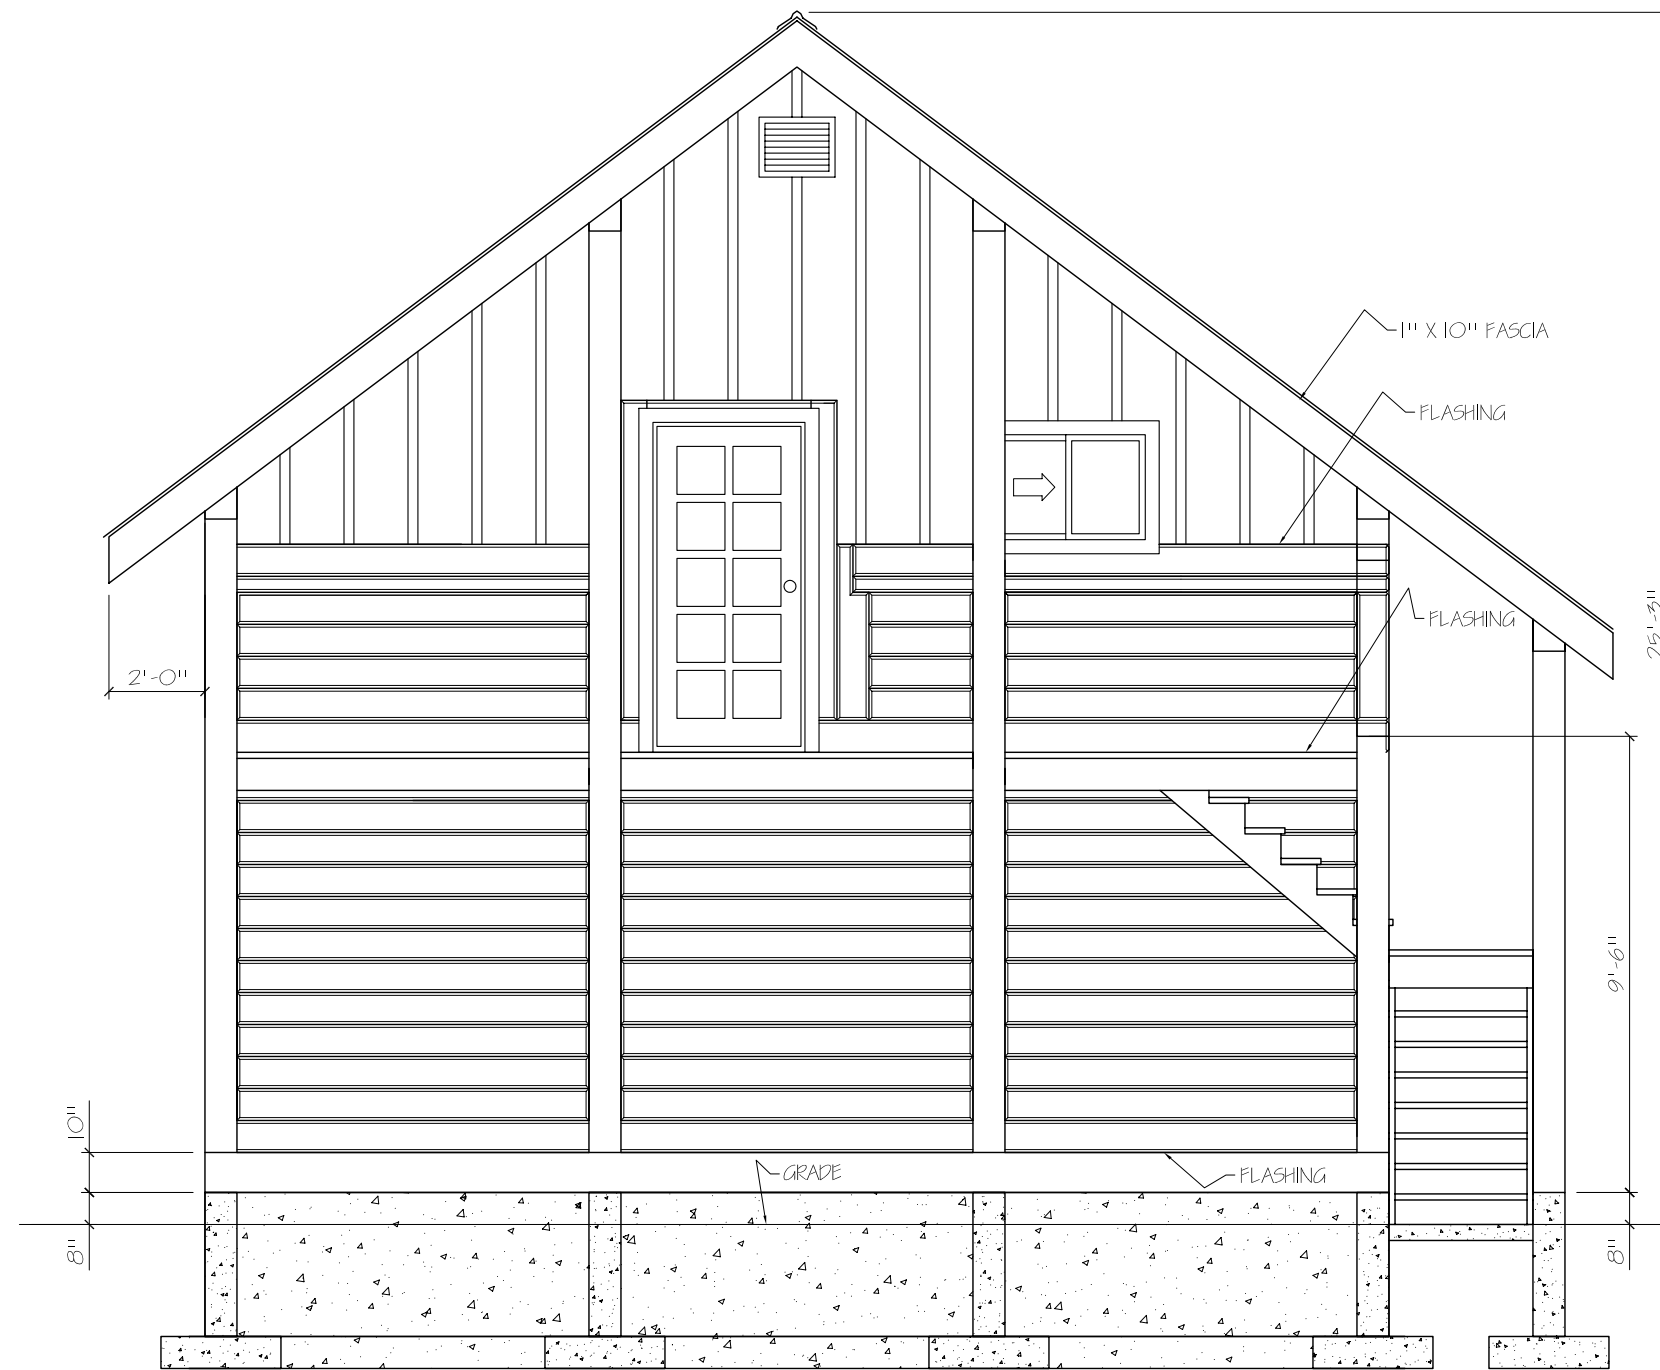 1" X 10" FASCIA
FLASHING
FLASHING
25'-3"
2'-0"
9'-6"
10"
GRADE
FLASHING
8"
8"